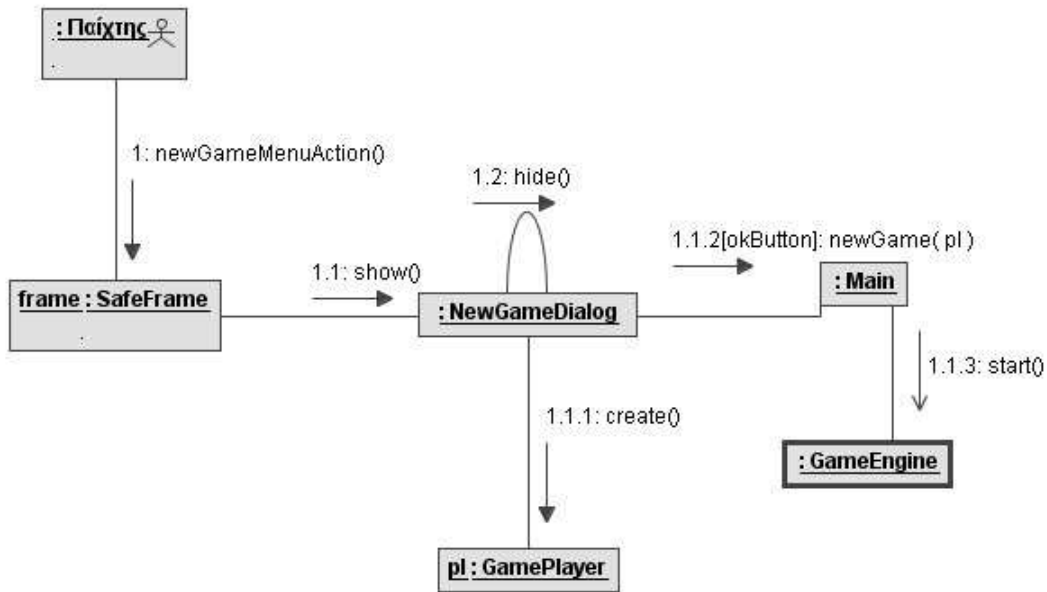 : Παίχτης
1: newGameMenuAction()
1.2: hide()
1.1.2[okButton]: newGame( pl )
1.1: show()
: Main
frame : SafeFrame
: NewGameDialog
1.1.3: start()
1.1.1: create()
: GameEngine
pl : GamePlayer